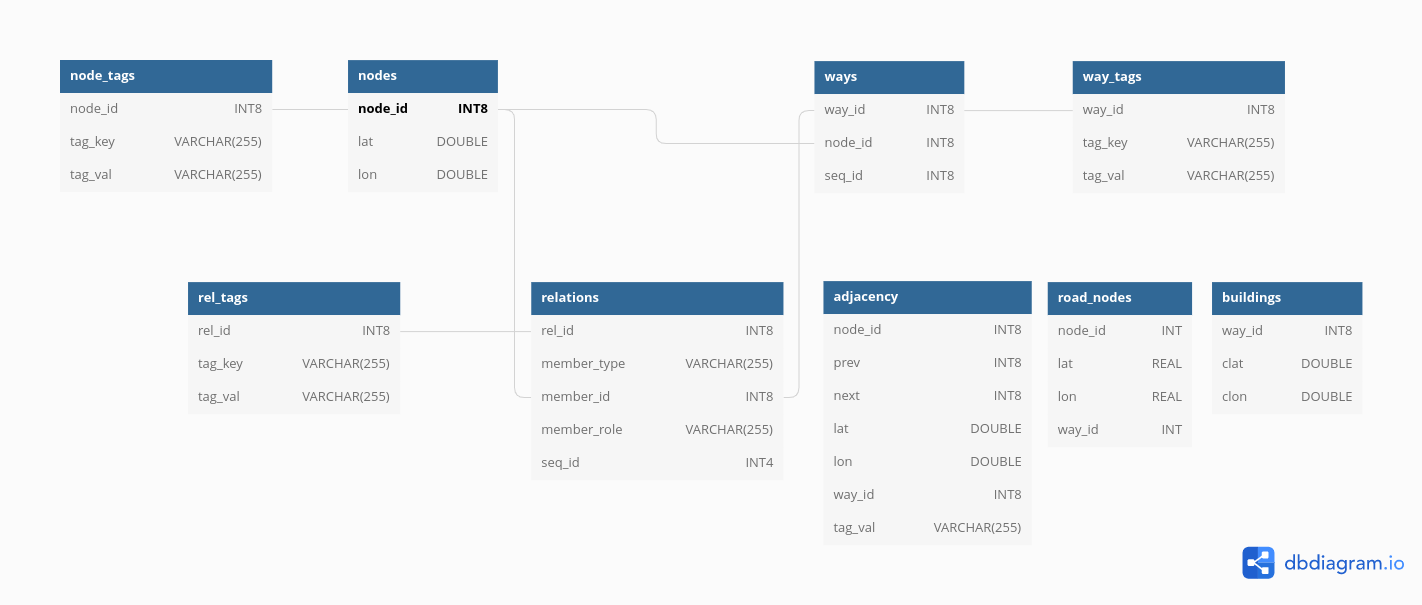 node_tags
node_id INT8
tag_key VARCHAR(255)
tag_val VARCHAR(255)
nodes
node_id INT8
lat DOUBLE
lon DOUBLE
ways
way_id INT8
node_id INT8
seq_id INT8
way_tags
way_id INT8
tag_key VARCHAR(255)
tag_val VARCHAR(255)
rel_tags
rel_id INT8
tag_key VARCHAR(255)
tag_val VARCHAR(255)
relations
rel_id INT8
member_type VARCHAR(255)
member_id INT8
member_role VARCHAR(255)
seq_id INT4
adjacency
node_id INT8
prev INT8
next INT8
lat DOUBLE
lon DOUBLE
way_id INT8
tag_val VARCHAR(255)
road_nodes
node_id INT
lat REAL
lon REAL
way_id INT
buildings
way_id INT8
clat DOUBLE
clon DOUBLE
dbdiagram.io